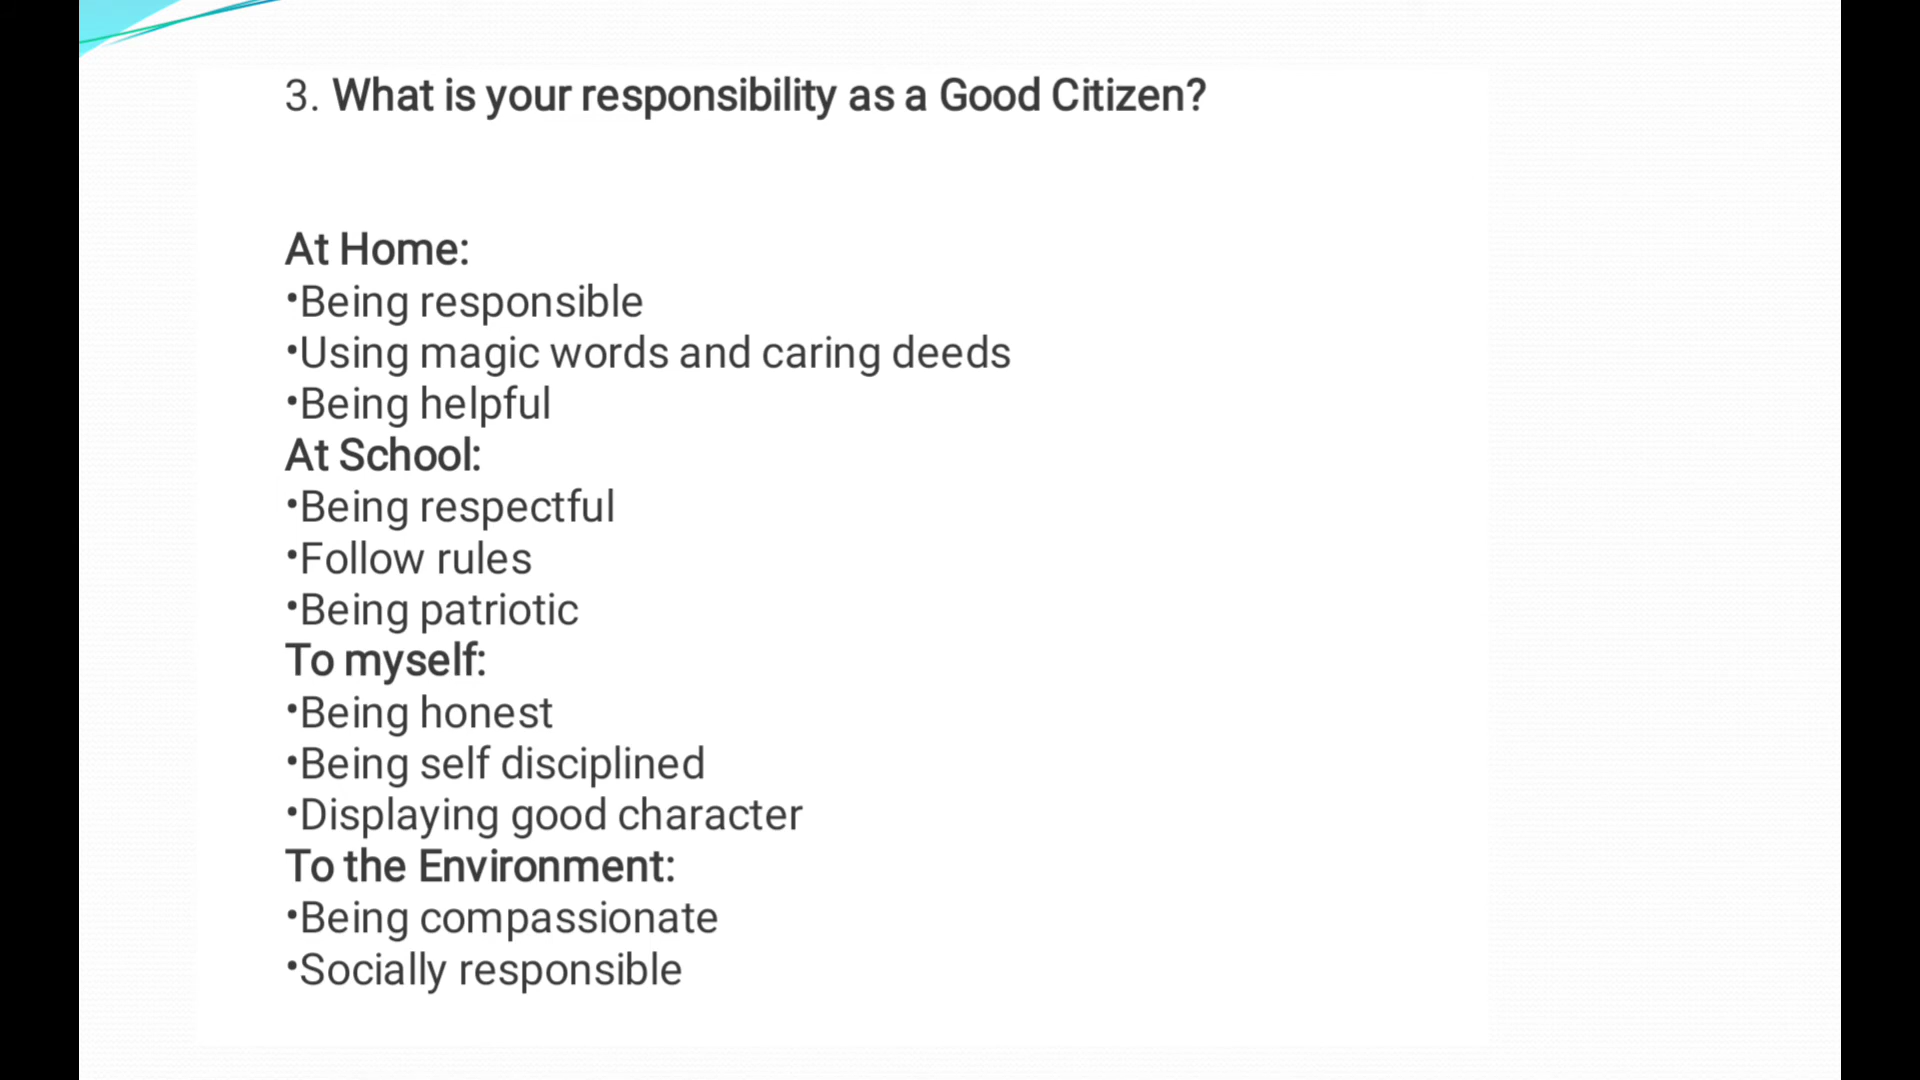 3. What is your responsibility as a Good Citizen?
At Home:
•Being responsible
•Using magic words and caring deeds
•Being helpful
At School:
•Being respectful
•Follow rules
•Being patriotic
To myself:
•Being honest
•Being self disciplined
•Displaying good character
To the Environment:
•Being compassionate
•Socially responsible